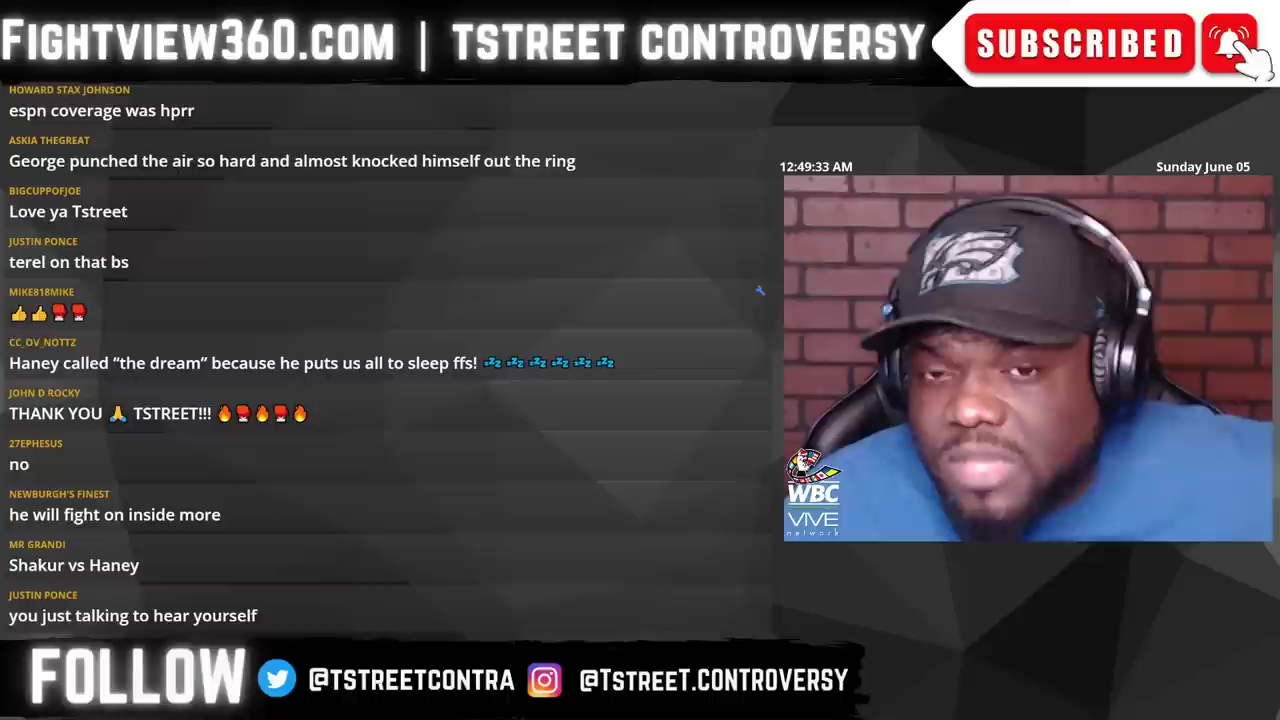 FIGHTVIEW360.COM | TSTREET CONTROVERSY
SUBSCRIBED
HOWARD STAX JOHNSON
espn coverage was hprr
ASKIA THEGREAT
George punched the air so hard and almost knocked himself out the ring
BIGCUPPOFJOE
Love ya Tstreet
JUSTIN PONCE
terel on that bs
MIKE818MIKE
👍👍🥊🥊
CC_OV_NOTTZ
Haney called “the dream” because he puts us all to sleep ffs! 💤 💤 💤 💤 💤 💤
JOHN D ROCKY
THANK YOU 🙏 TSTREET!!! 🔥🥊🔥🥊🔥
27EPHESUS
no
NEWBURGH'S FINEST
he will fight on inside more
MR GRANDI
Shakur vs Haney
JUSTIN PONCE
you just talking to hear yourself
12:49:33 AM
Sunday June 05
WBC
VIVE
network
FOLLOW @TSTREETCONTRA @TSTREET.CONTROVERSY